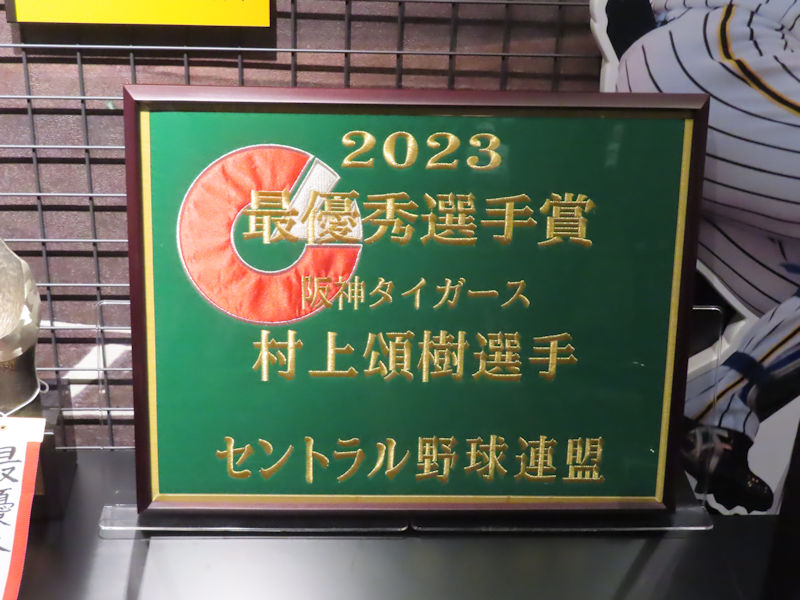 2023
最優秀選手賞
阪神タイガース
村上頌樹選手
セントラル野球連盟